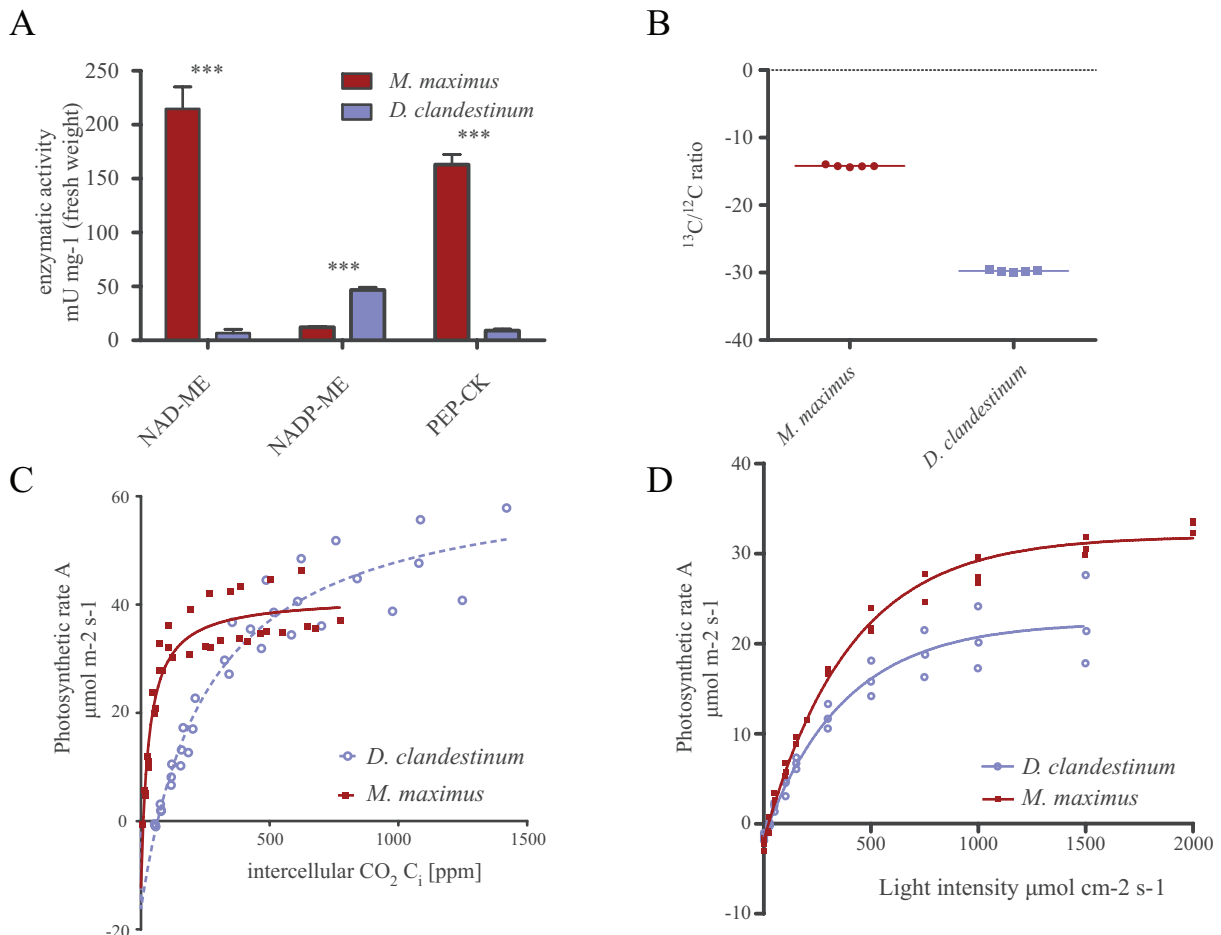 A
250
200
150
100
50
0
enzymatic activity
mU mg-1 (fresh weight)
***
***
***
M. maximus
D. clandestinum
NAD-ME
NADP-ME
PEP-CK
B
0
-10
-20
-30
-40
13C/12C ratio
M. maximus
D. clandestinum
C
60
40
20
0
-20
Photosynthetic rate A
μmol m-2 s-1
500
1000
1500
D. clandestinum
M. maximus
intercellular CO2 Ci [ppm]
D
40
30
20
10
0
-10
Photosynthetic rate A
μmol m-2 s-1
D. clandestinum
M. maximus
500
1000
1500
2000
Light intensity μmol cm-2 s-1